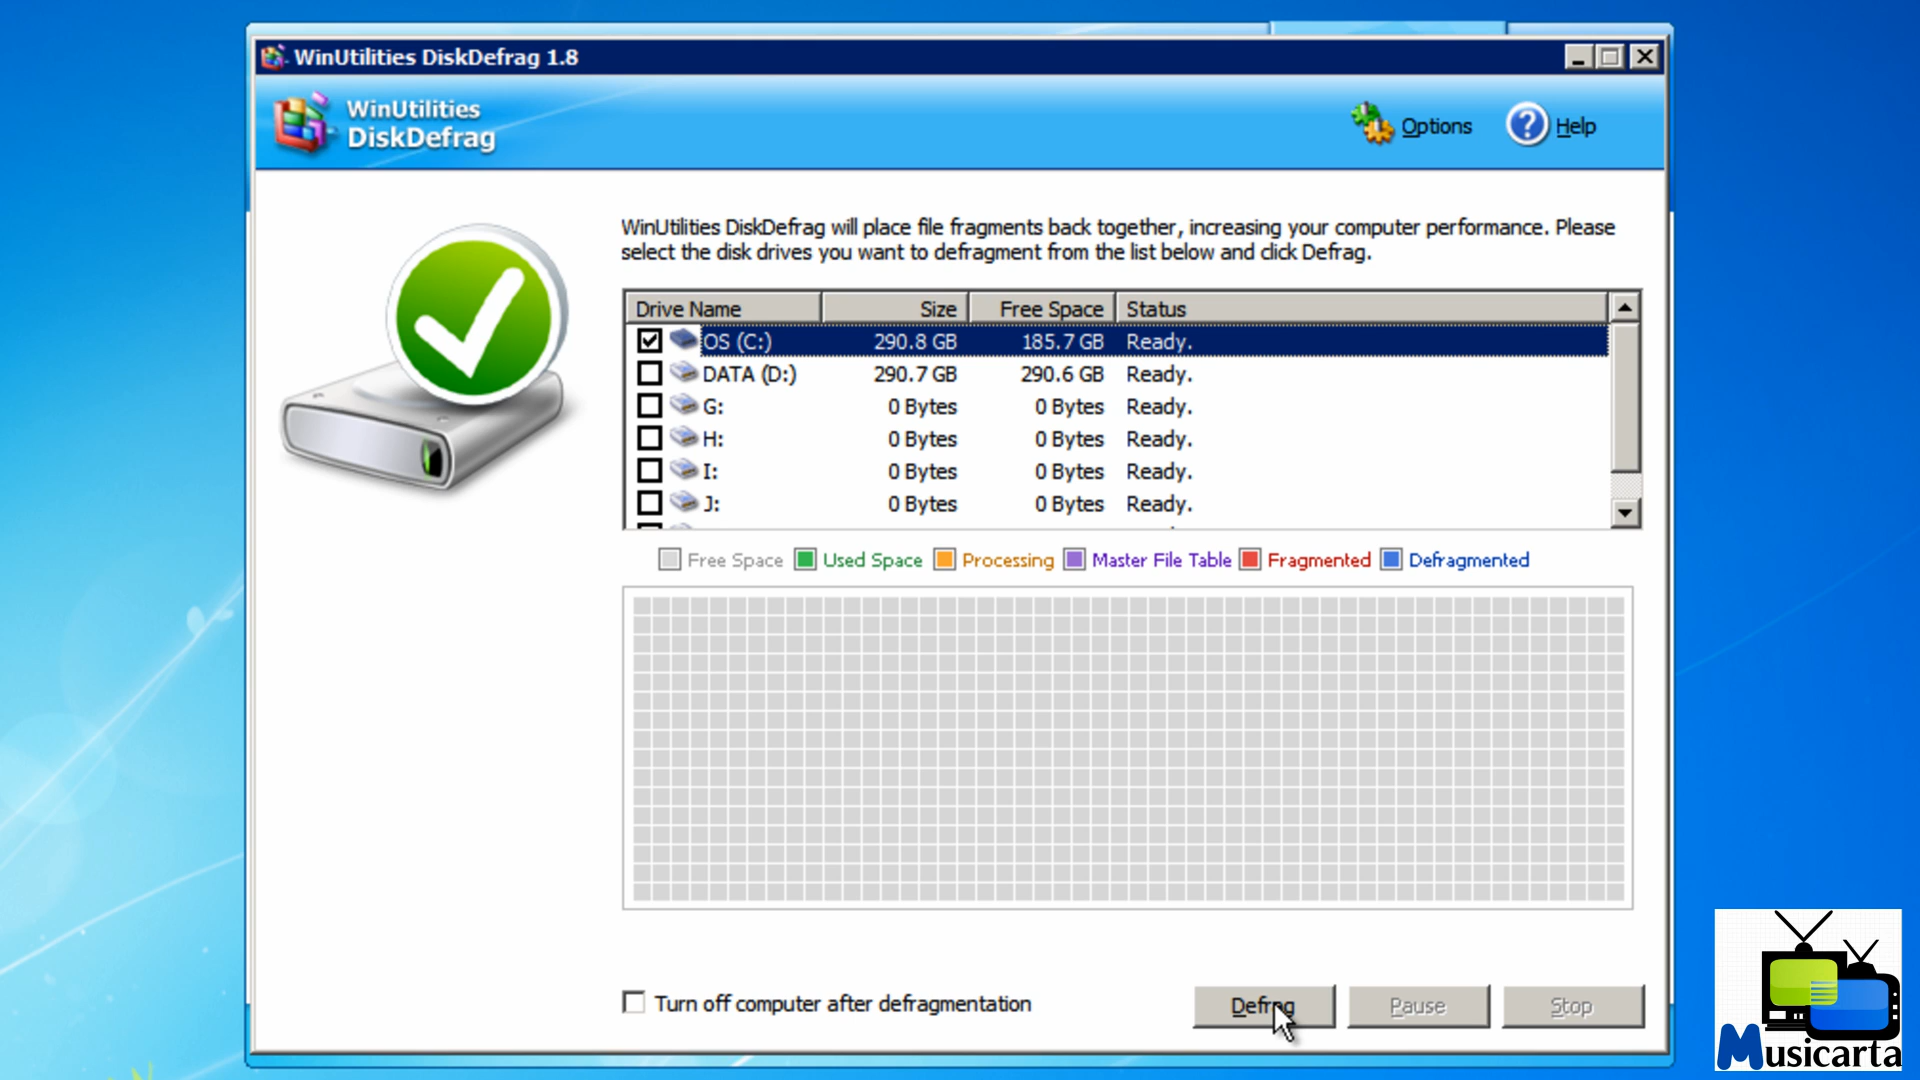 WinUtilities DiskDefrag 1.8
WinUtilities
DiskDefrag
Options
Help
WinUtilities DiskDefrag will place file fragments back together, increasing your computer performance. Please
select the disk drives you want to defragment from the list below and click Defrag.
Drive Name Size Free Space Status
OS (C:) 290.8 GB 185.7 GB Ready.
DATA (D:) 290.7 GB 290.6 GB Ready.
G: 0 Bytes 0 Bytes Ready.
H: 0 Bytes 0 Bytes Ready.
I: 0 Bytes 0 Bytes Ready.
J: 0 Bytes 0 Bytes Ready.
Free Space Used Space Processing Master File Table Fragmented Defragmented
Turn off computer after defragmentation
Defrag Pause Stop
Musicarta